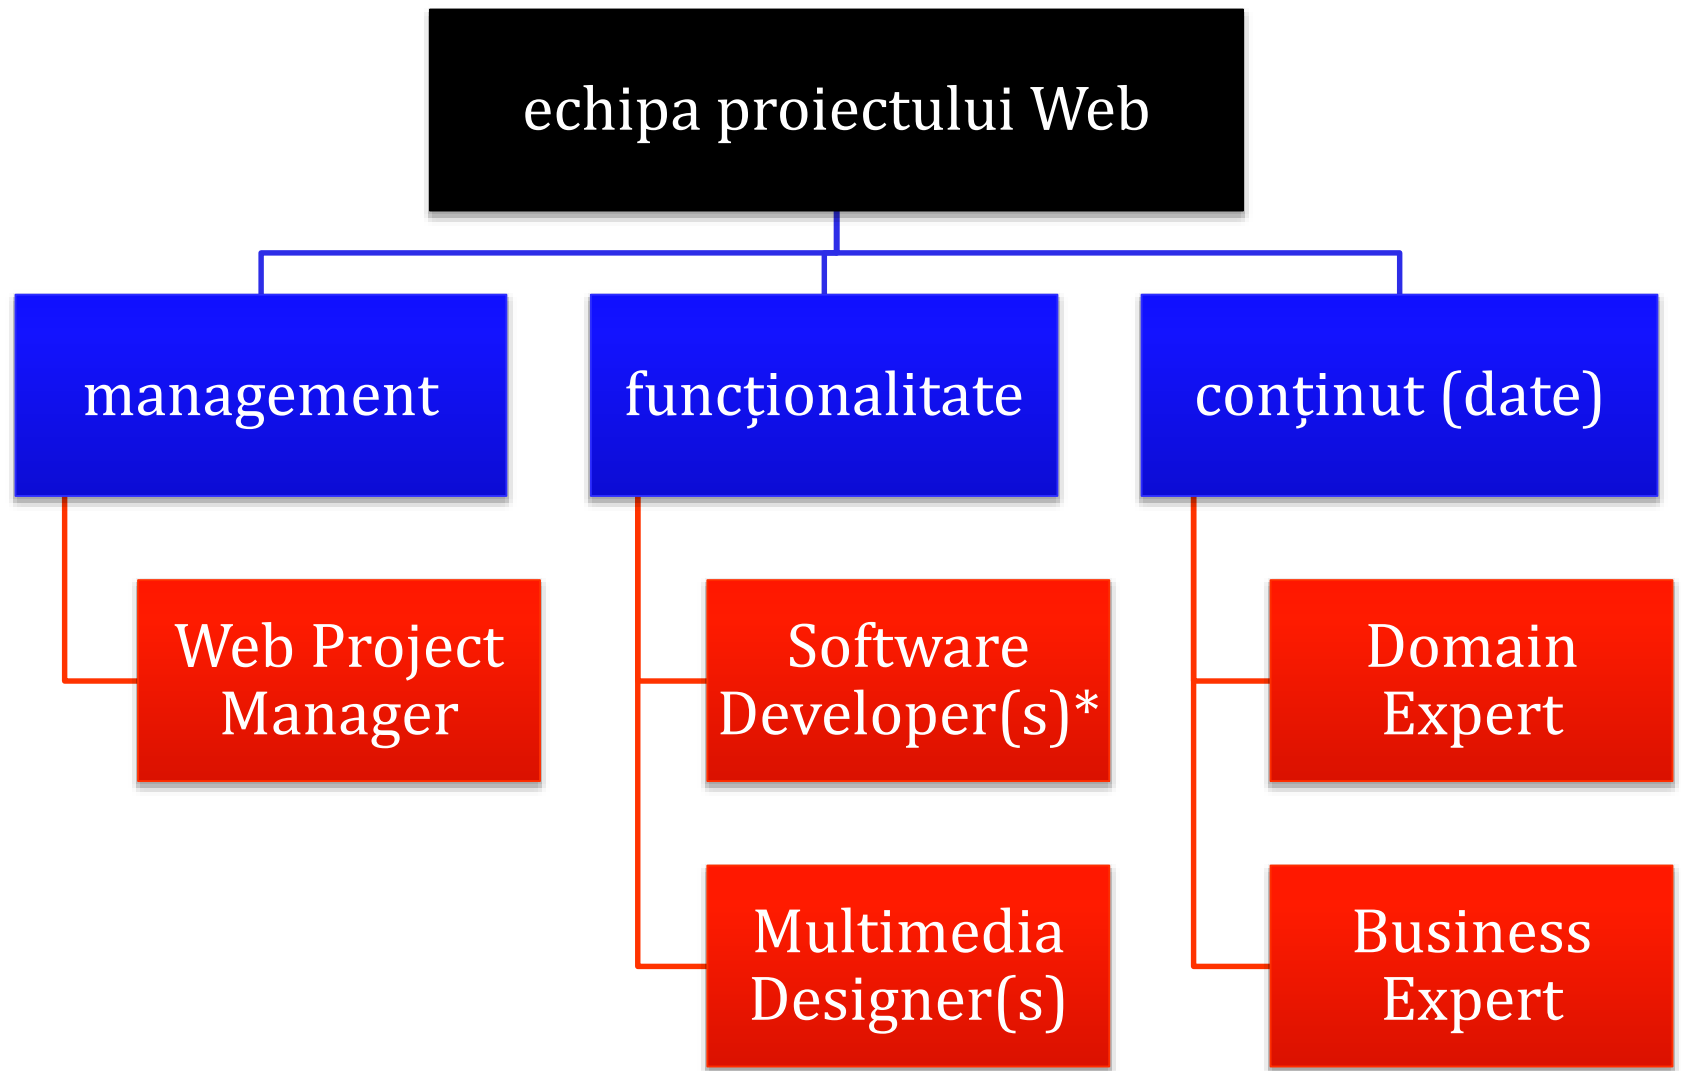 echipa proiectului Web
management
funcționalitate
conținut (date)
Web Project
Manager
Software
Developer(s)*
Domain
Expert
Multimedia
Designer(s)
Business
Expert